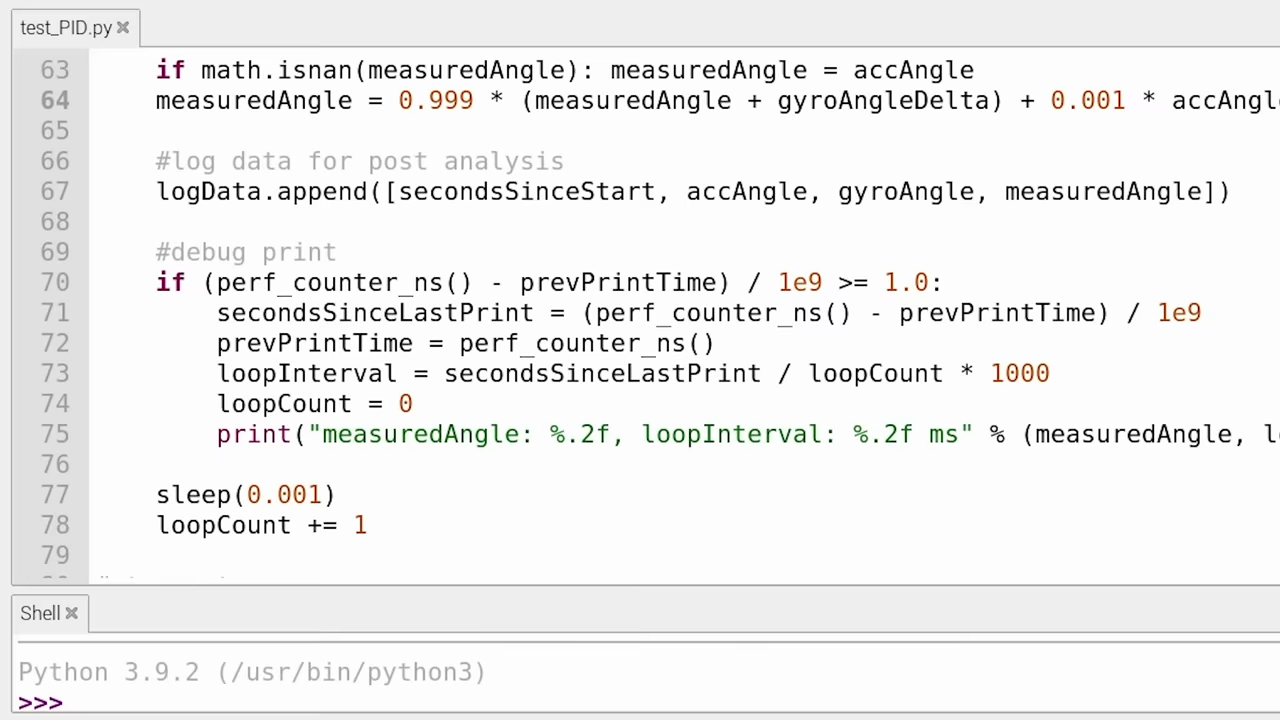 test_PID.py
63 if math.isnan(measuredAngle): measuredAngle = accAngle
64 measuredAngle = 0.999 * (measuredAngle + gyroAngleDelta) + 0.001 * accAngl
65
66 #log data for post analysis
67 logData.append([secondsSinceStart, accAngle, gyroAngle, measuredAngle])
68
69 #debug print
70 if (perf_counter_ns() - prevPrintTime) / 1e9 >= 1.0:
71 secondsSinceLastPrint = (perf_counter_ns() - prevPrintTime) / 1e9
72 prevPrintTime = perf_counter_ns()
73 loopInterval = secondsSinceLastPrint / loopCount * 1000
74 loopCount = 0
75 print("measuredAngle: %.2f, loopInterval: %.2f ms" % (measuredAngle, l
76
77 sleep(0.001)
78 loopCount += 1
79
Shell
Python 3.9.2 (/usr/bin/python3)
>>>